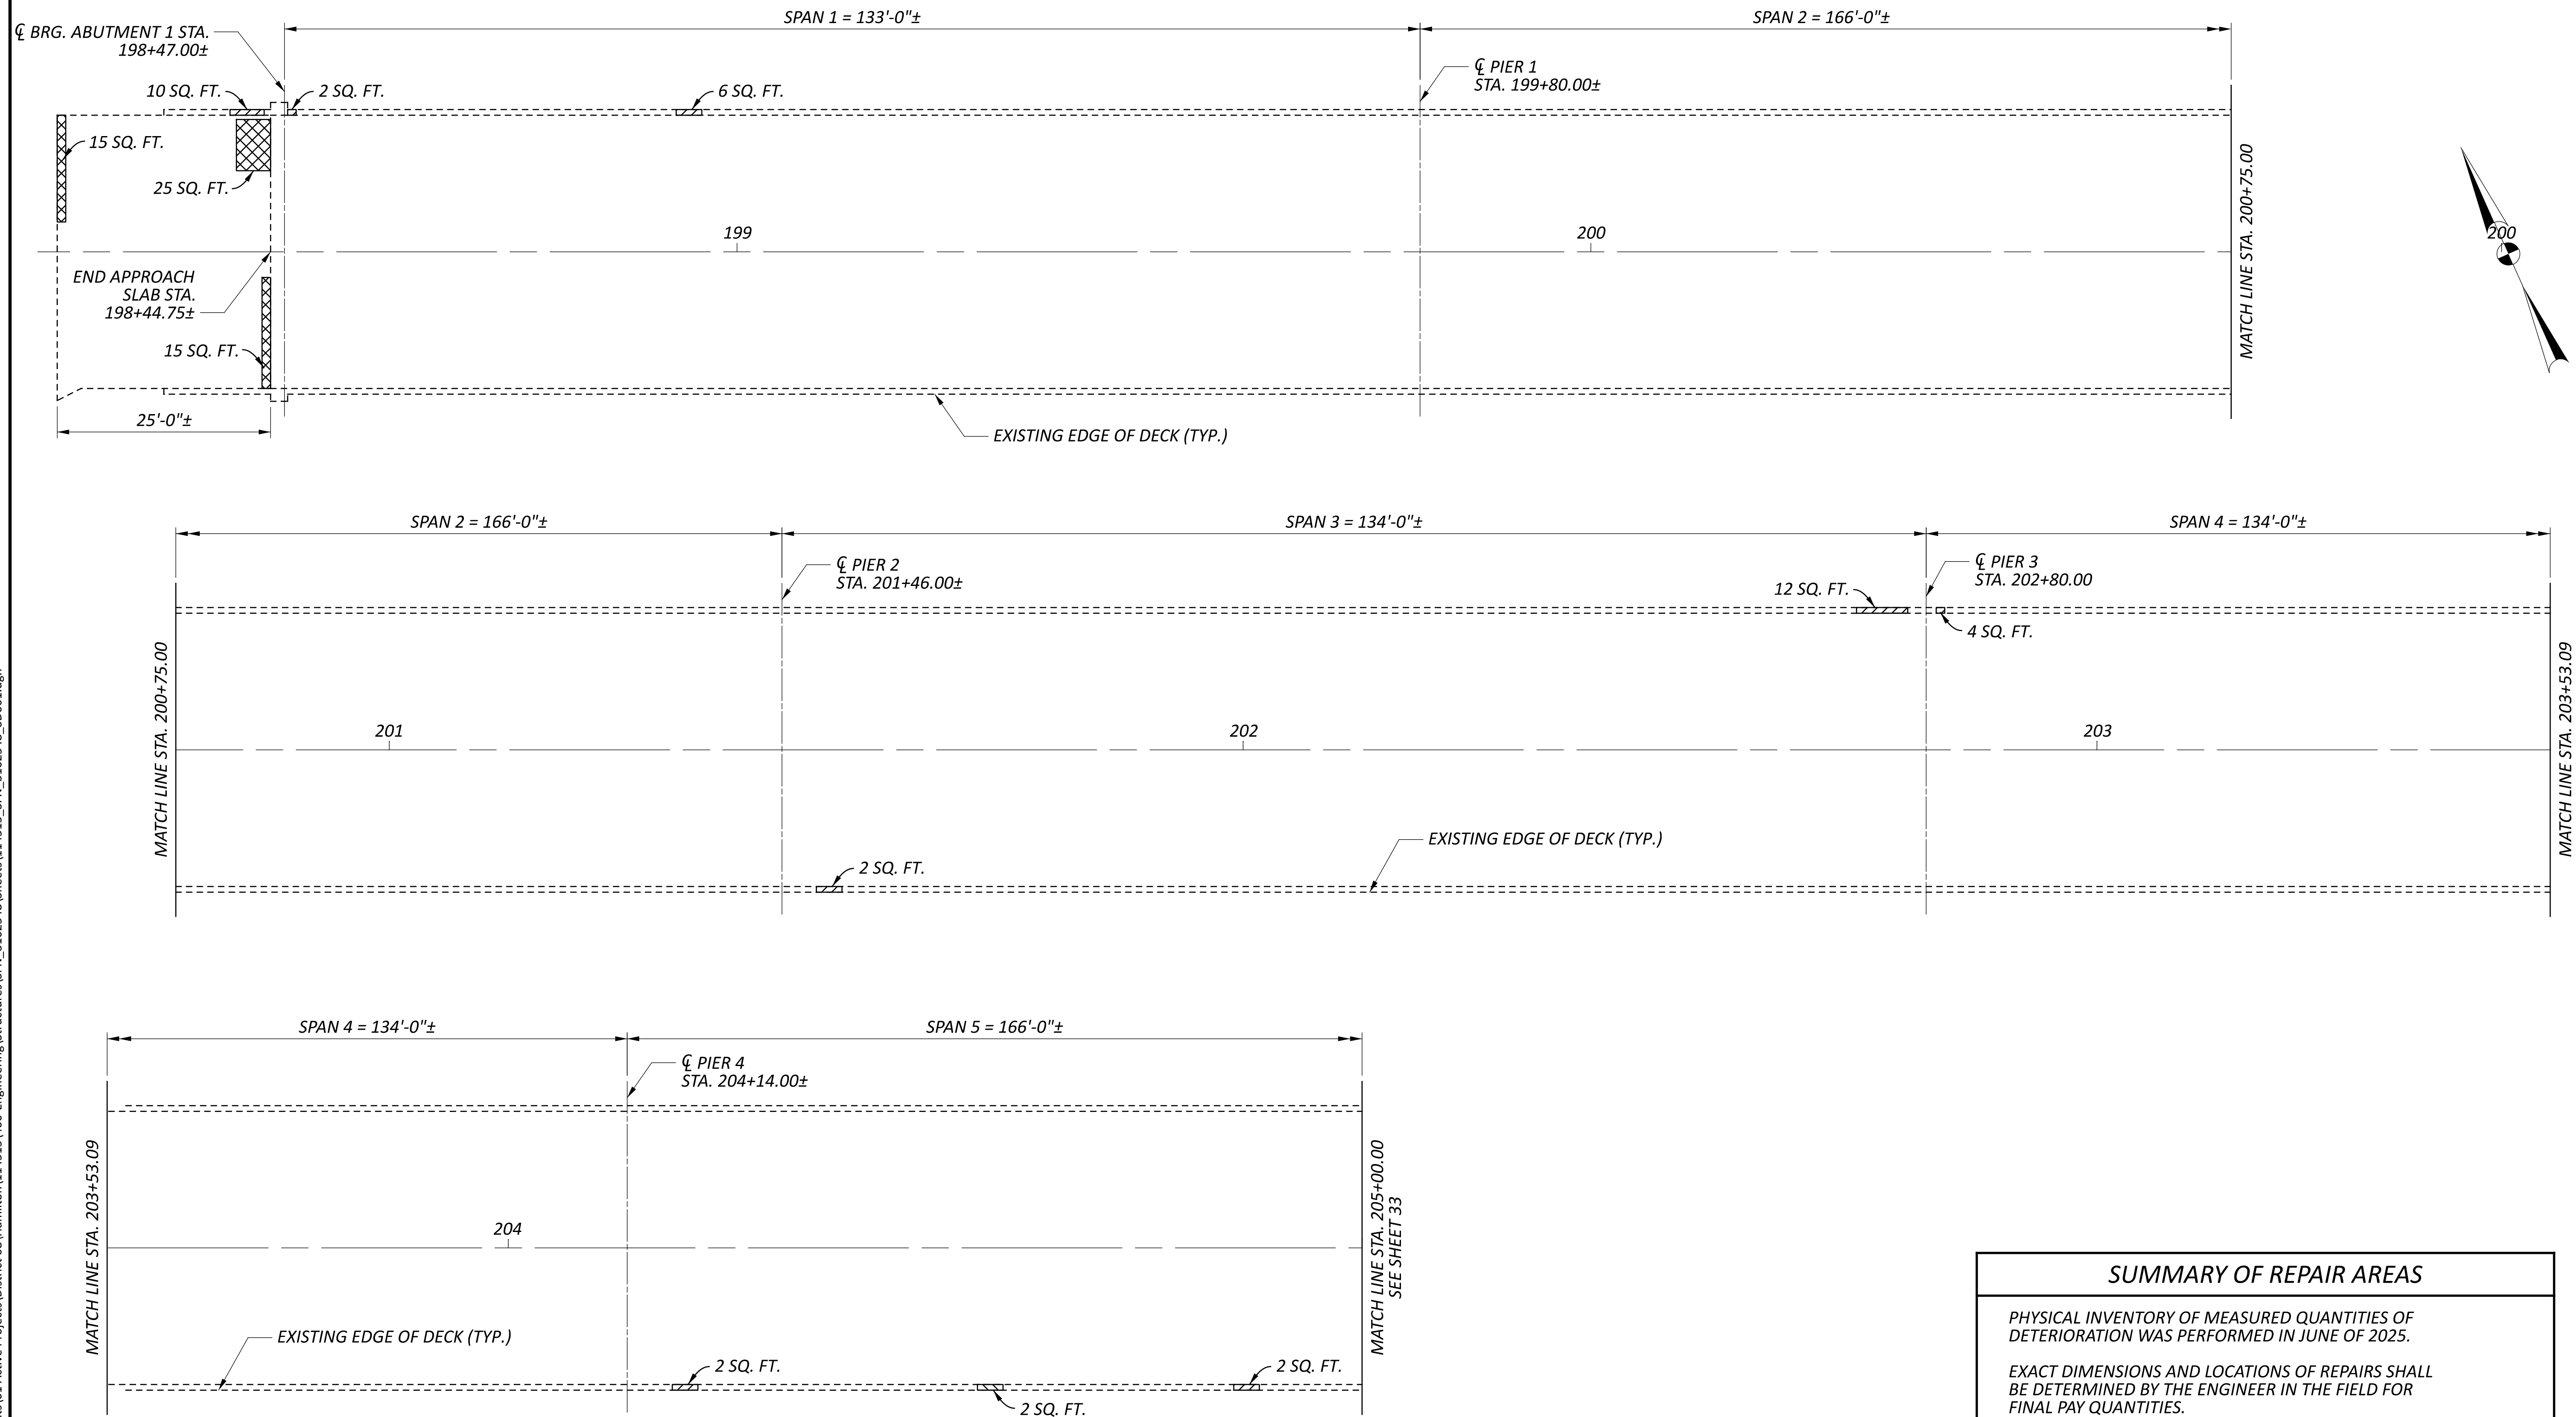 SPAN 1 = 133'-0"±
SPAN 2 = 166'-0"±
℄ BRG. ABUTMENT 1 STA.
198+47.00±
℄ PIER 1
STA. 199+80.00±
10 SQ. FT.
2 SQ. FT.
6 SQ. FT.
15 SQ. FT.
25 SQ. FT.
199
200
200
END APPROACH
SLAB STA.
198+44.75±
15 SQ. FT.
25'-0"±
EXISTING EDGE OF DECK (TYP.)
MATCH LINE STA. 200+75.00
SPAN 2 = 166'-0"±
SPAN 3 = 134'-0"±
SPAN 4 = 134'-0"±
℄ PIER 2
STA. 201+46.00±
℄ PIER 3
STA. 202+80.00
12 SQ. FT.
4 SQ. FT.
MATCH LINE STA. 200+75.00
201
202
203
MATCH LINE STA. 203+53.09
EXISTING EDGE OF DECK (TYP.)
2 SQ. FT.
SPAN 4 = 134'-0"±
SPAN 5 = 166'-0"±
℄ PIER 4
STA. 204+14.00±
MATCH LINE STA. 203+53.09
204
MATCH LINE STA. 205+00.00
SEE SHEET 33
EXISTING EDGE OF DECK (TYP.)
2 SQ. FT.
2 SQ. FT.
2 SQ. FT.
SUMMARY OF REPAIR AREAS
PHYSICAL INVENTORY OF MEASURED QUANTITIES OF
DETERIORATION WAS PERFORMED IN JUNE OF 2025.
EXACT DIMENSIONS AND LOCATIONS OF REPAIRS SHALL
BE DETERMINED BY THE ENGINEER IN THE FIELD FOR
FINAL PAY QUANTITIES.